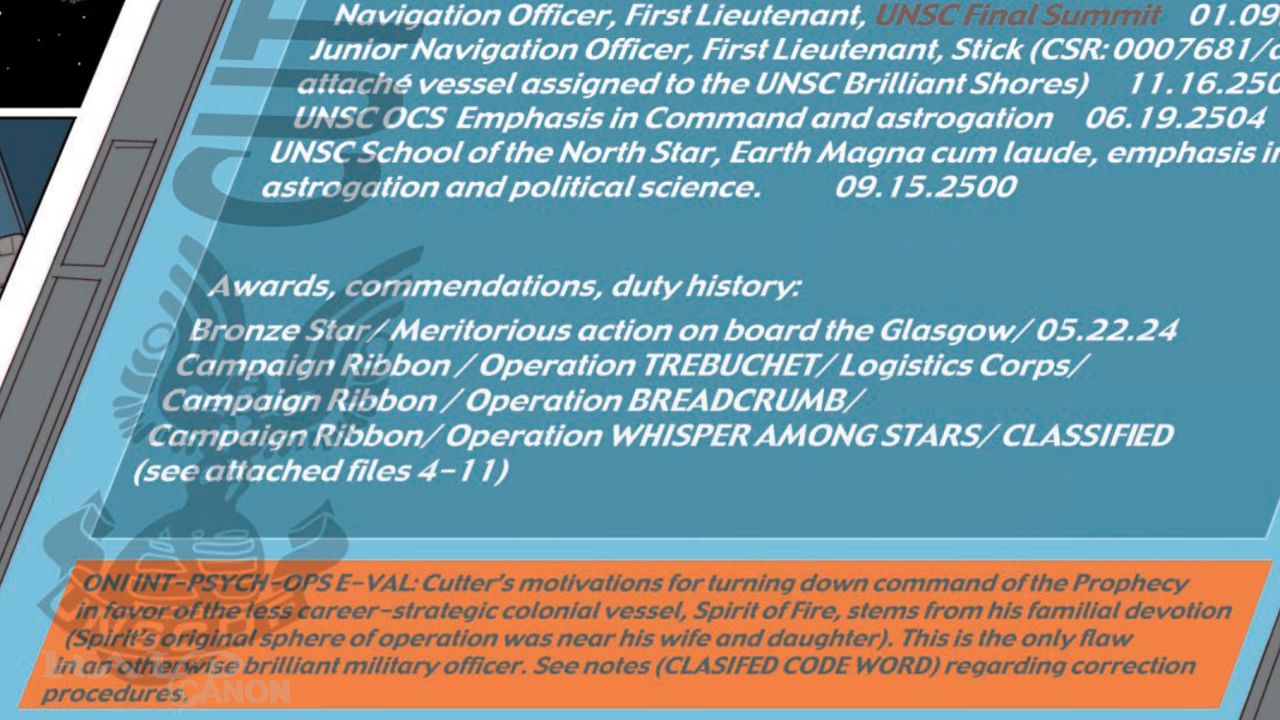 Navigation Officer, First Lieutenant, UNSC Final Summit 01.09
Junior Navigation Officer, First Lieutenant, Stick (CSR: 0007681/
attaché vessel assigned to the UNSC Brilliant Shores) 11.16.250
UNSC OCS Emphasis in Command and astrogation 06.19.2504
UNSC School of the North Star, Earth Magna cum laude, emphasis in
astrogation and political science. 09.15.2500
Awards, commendations, duty history:
Bronze Star/ Meritorious action on board the Glasgow/ 05.22.24
Campaign Ribbon / Operation TREBUCHET/ Logistics Corps/
Campaign Ribbon / Operation BREADCRUMB/
Campaign Ribbon/ Operation WHISPER AMONG STARS/ CLASSIFIED
(see attached files 4-11)
ONI INT-PSYCH-OPS E-VAL: Cutter's motivations for turning down command of the Prophecy
in favor of the less career-strategic colonial vessel, Spirit of Fire, stems from his familial devotion
(Spirit's original sphere of operation was near his wife and daughter). This is the only flaw
in an otherwise brilliant military officer. See notes (CLASIFED CODE WORD) regarding correction
procedures.
CANON